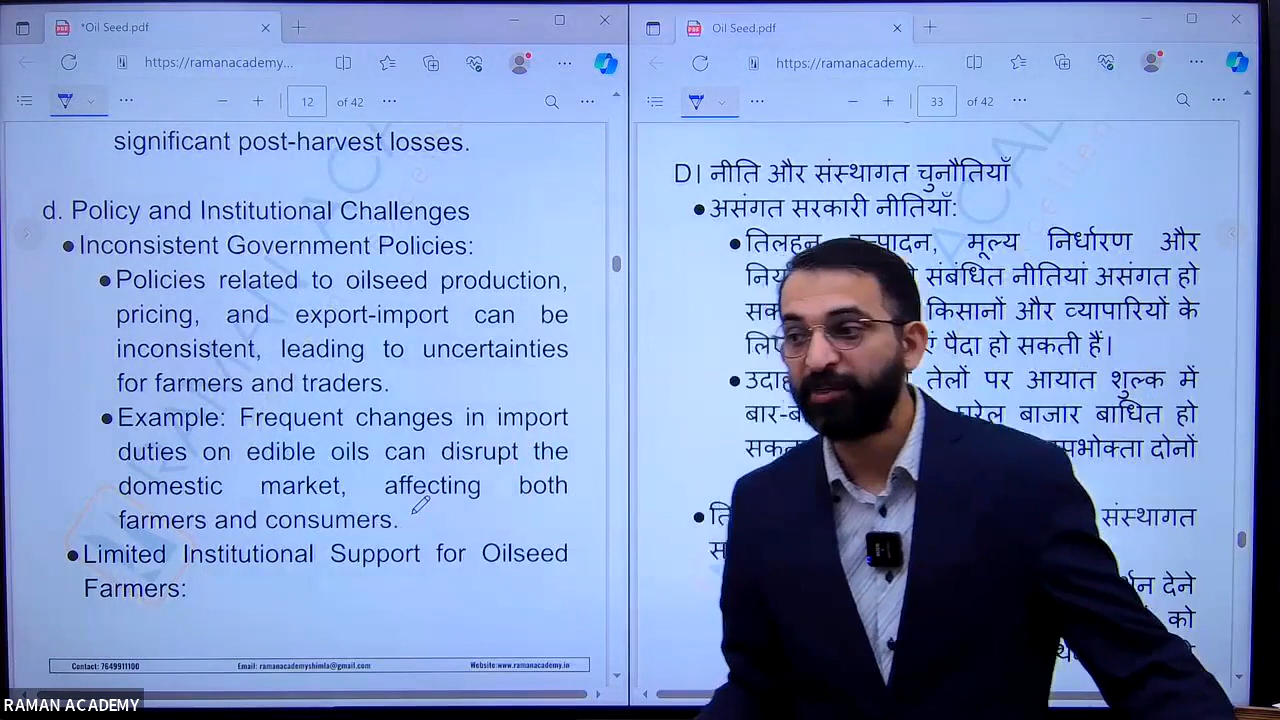 *Oil Seed.pdf
https://ramanacademy...
12 of 42
significant post-harvest losses.
d. Policy and Institutional Challenges
●Inconsistent Government Policies:
●Policies related to oilseed production,
pricing, and export-import can be
inconsistent, leading to uncertainties
for farmers and traders.
●Example: Frequent changes in import
duties on edible oils can disrupt the
domestic market, affecting both
farmers and consumers.
●Limited Institutional Support for Oilseed
Farmers:
Contact: 7649911100 Email: ramanacademyshimla@gmail.com Website:www.ramanacademy.in
RAMAN ACADEMY
Oil Seed.pdf
https://ramanacademy...
33 of 42
D। नीति और संस्थागत चुनौतियाँ
●असंगत सरकारी नीतियाँ:
●तिलहन मूल्य निर्धारण और
संबंधित नीतियां असंगत हो
किसानों और व्यापारियों के
पैदा हो सकती हैं।
तेलों पर आयात शुल्क में
बाजार बाधित हो
दोनों
संस्थागत
देने
को